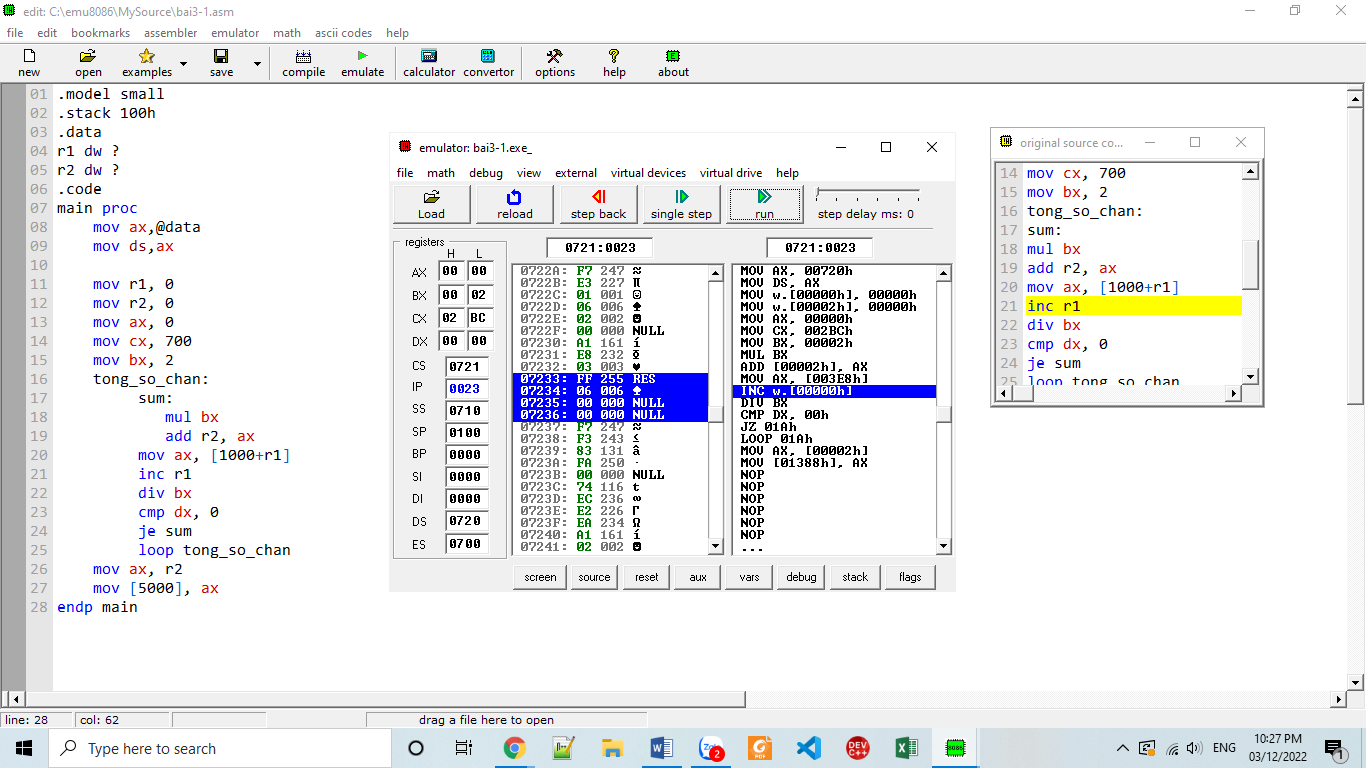 edit: C:\emu8086\MySource\bai3-1.asm
file edit bookmarks assembler emulator math ascii codes help
new open examples save compile emulate calculator convertor options help about
01 .model small
02 .stack 100h
03 .data
04 r1 dw ?
05 r2 dw ?
06 .code
07 main proc
08 mov ax,@data
09 mov ds,ax
10
11 mov r1, 0
12 mov r2, 0
13 mov ax, 0
14 mov cx, 700
15 mov bx, 2
16 tong_so_chan:
17 sum:
18 mul bx
19 add r2, ax
20 mov ax, [1000+r1]
21 inc r1
22 div bx
23 cmp dx, 0
24 je sum
25 loop tong_so_chan
26 mov ax, r2
27 mov [5000], ax
28 endp main
emulator: bai3-1.exe_
file math debug view external virtual devices virtual drive help
Load reload step back single step run step delay ms: 0
registers
H L
AX 00 00
BX 00 02
CX 02 BC
DX 00 00
CS 0721
IP 0023
SS 0710
SP 0100
BP 0000
SI 0000
DI 0000
DS 0720
ES 0700
0721:0023
0722A: F7 247 ≈
0722B: E3 227 π
0722C: 01 001 ☺
0722D: 06 006 ♠
0722E: 02 002 ☻
0722F: 00 000 NULL
07230: A1 161 í
07231: E8 232 Φ
07232: 03 003 ♥
07233: FF 255 RES
07234: 06 006 ♠
07235: 00 000 NULL
07236: 00 000 NULL
07237: F7 247 ≈
07238: F3 243 ≤
07239: 83 131 â
0723A: FA 250 ·
0723B: 00 000 NULL
0723C: 74 116 t
0723D: EC 236 ∞
0723E: E2 226 Γ
0723F: EA 234 Ω
07240: A1 161 í
07241: 02 002 ☻
0721:0023
MOV AX, 00720h
MOV DS, AX
MOV w.[00000h], 00000h
MOV w.[00002h], 00000h
MOV AX, 00000h
MOV CX, 002BCh
MOV BX, 00002h
MUL BX
ADD [00002h], AX
MOV AX, [003E8h]
INC w.[00000h]
DIV BX
CMP DX, 00h
JZ 01Ah
LOOP 01Ah
MOV AX, [00002h]
MOV [01388h], AX
NOP
NOP
NOP
NOP
NOP
NOP
...
screen source reset aux vars debug stack flags
original source co...
14 mov cx, 700
15 mov bx, 2
16 tong_so_chan:
17 sum:
18 mul bx
19 add r2, ax
20 mov ax, [1000+r1]
21 inc r1
22 div bx
23 cmp dx, 0
24 je sum
25 loop tong_so_chan
line: 28 col: 62 drag a file here to open
Type here to search
ENG
10:27 PM
03/12/2022